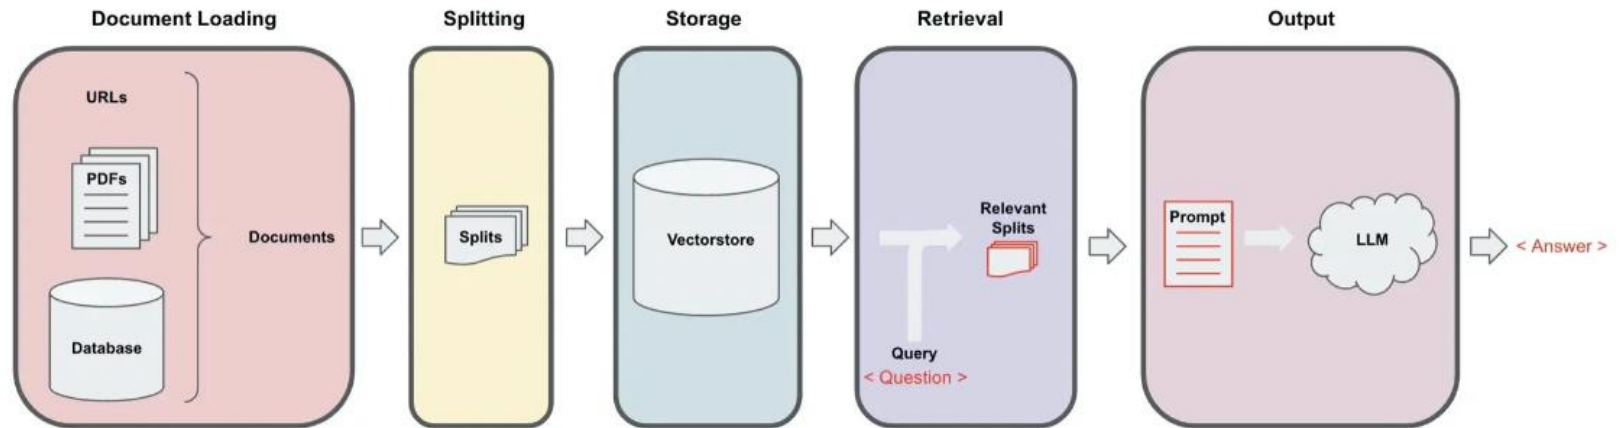 Document Loading
Splitting
Storage
Retrieval
Output
URLs
PDFs
Database
Documents
Splits
Vectorstore
Relevant
Splits
Query
< Question >
Prompt
LLM
< Answer >